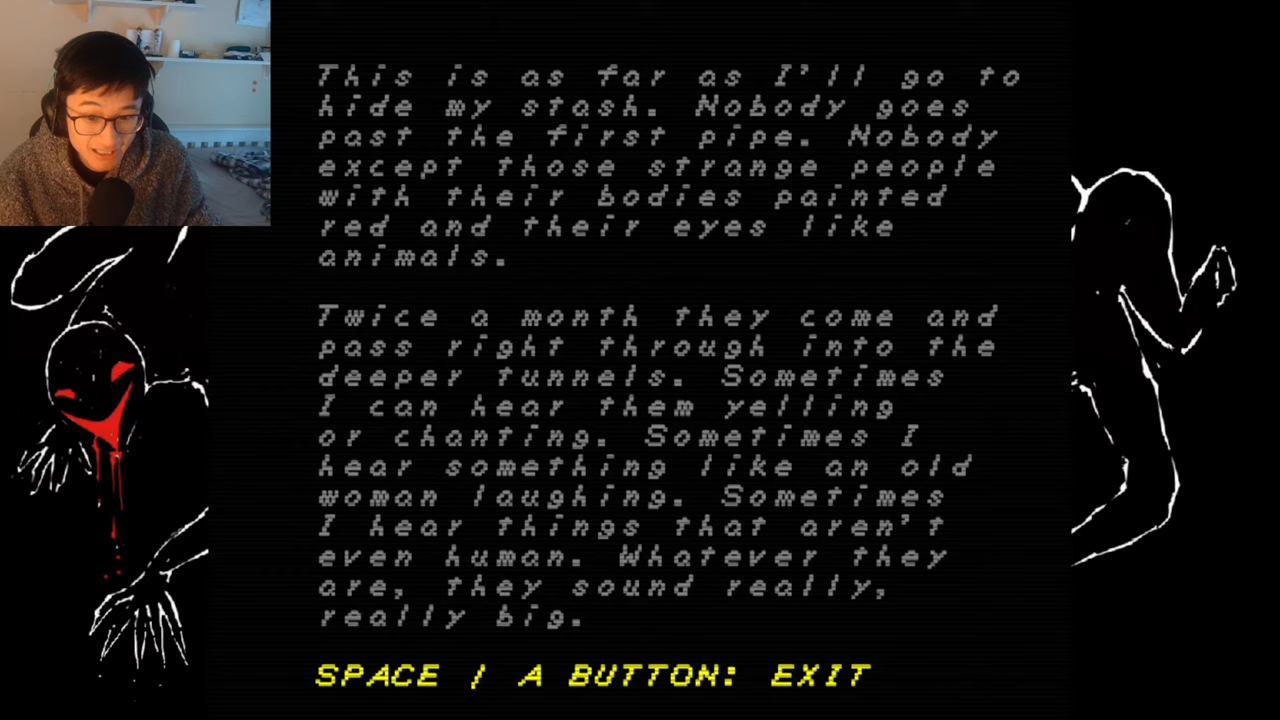 This is as far as I'll go to
hide my stash. Nobody goes
past the first pipe. Nobody
except those strange people
with their bodies painted
red and their eyes like
animals.
Twice a month they come and
pass right through into the
deeper tunnels. Sometimes
I can hear them yelling
or chanting. Sometimes I
hear something like an old
woman laughing. Sometimes
I hear things that aren't
even human. Whatever they
are, they sound really,
really big.
SPACE / A BUTTON: EXIT